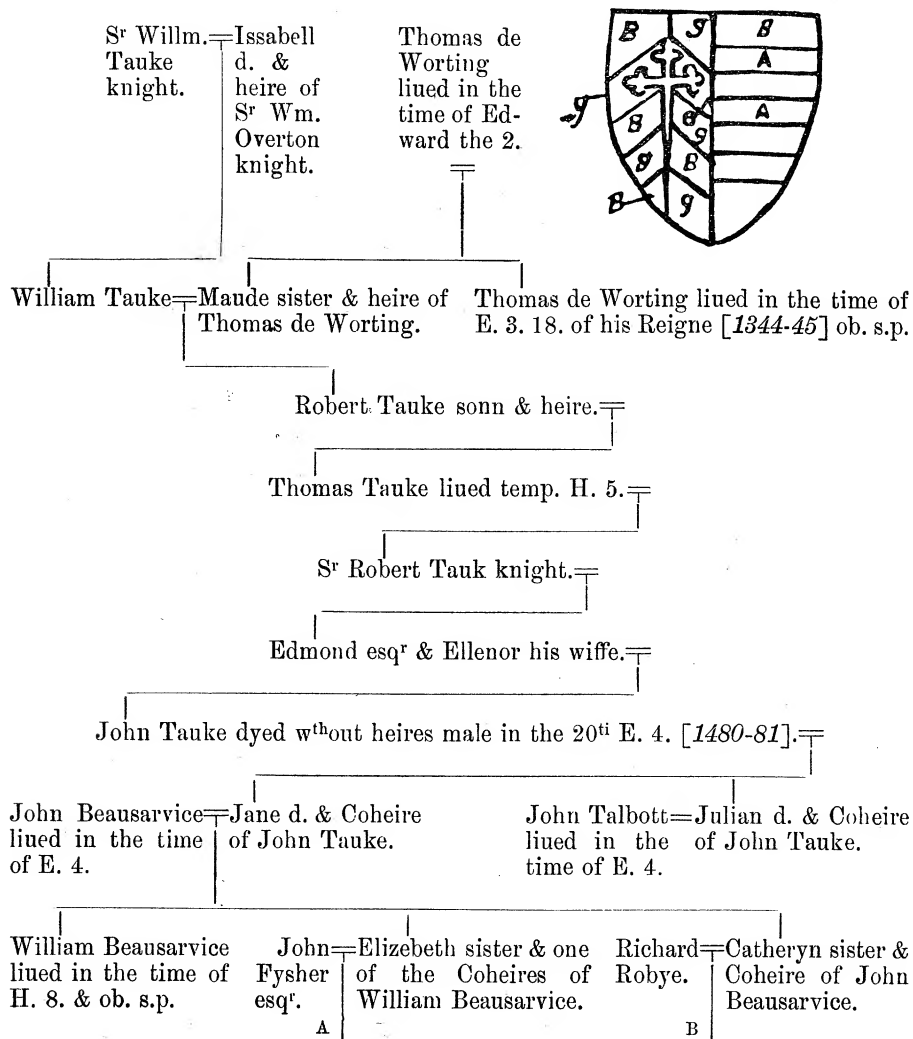 Sr Willm.
Tauke
knight.
Issabell
d. &
heire of
Sr Wm.
Overton
knight.
Thomas de
Worting
liued in the
time of Ed-
ward the 2.
B
g
B
A
A
g
B
e
g
g
B
B
g
William Tauke
Maude sister & heire of
Thomas de Worting.
Thomas de Worting liued in the time of
E. 3. 18. of his Reigne [1344-45] ob. s.p.
Robert Tauke sonn & heire.
Thomas Tauke liued temp. H. 5.
Sr Robert Tauk knight.
Edmond esqr & Ellenor his wiffe.
John Tauke dyed wthout heires male in the 20ti E. 4. [1480-81].
John Beausarvice
liued in the time
of E. 4.
Jane d. & Coheire
of John Tauke.
John Talbott
liued in the
time of E. 4.
Julian d. & Coheire
of John Tauke.
William Beausarvice
liued in the time of
H. 8. & ob. s.p.
John
Fysher
esqr.
A
Elizebeth sister & one
of the Coheires of
William Beausarvice.
Richard
Robye.
B
Catheryn sister &
Coheire of John
Beausarvice.